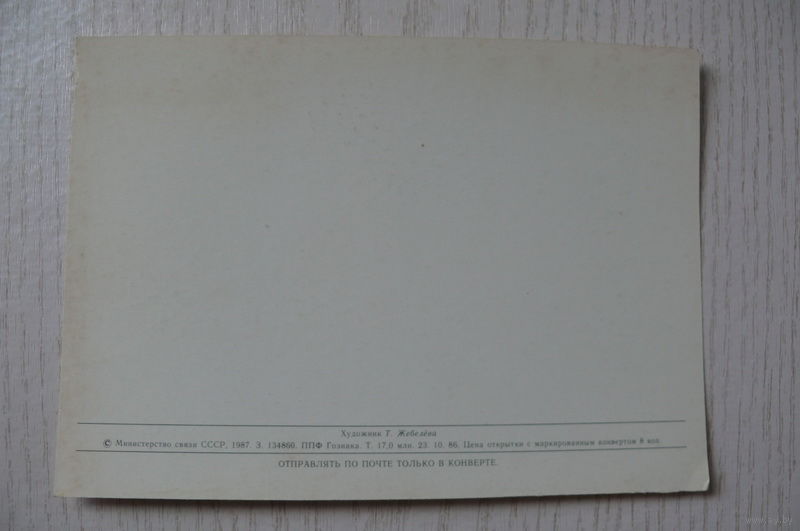 Художник Т. Жебелёва
© Министерство связи СССР, 1987. З. 134860. ППФ Гознака. Т. 17,0 млн. 23. 10. 86. Цена открытки с маркированным конвертом 8 коп.
ОТПРАВЛЯТЬ ПО ПОЧТЕ ТОЛЬКО В КОНВЕРТЕ.